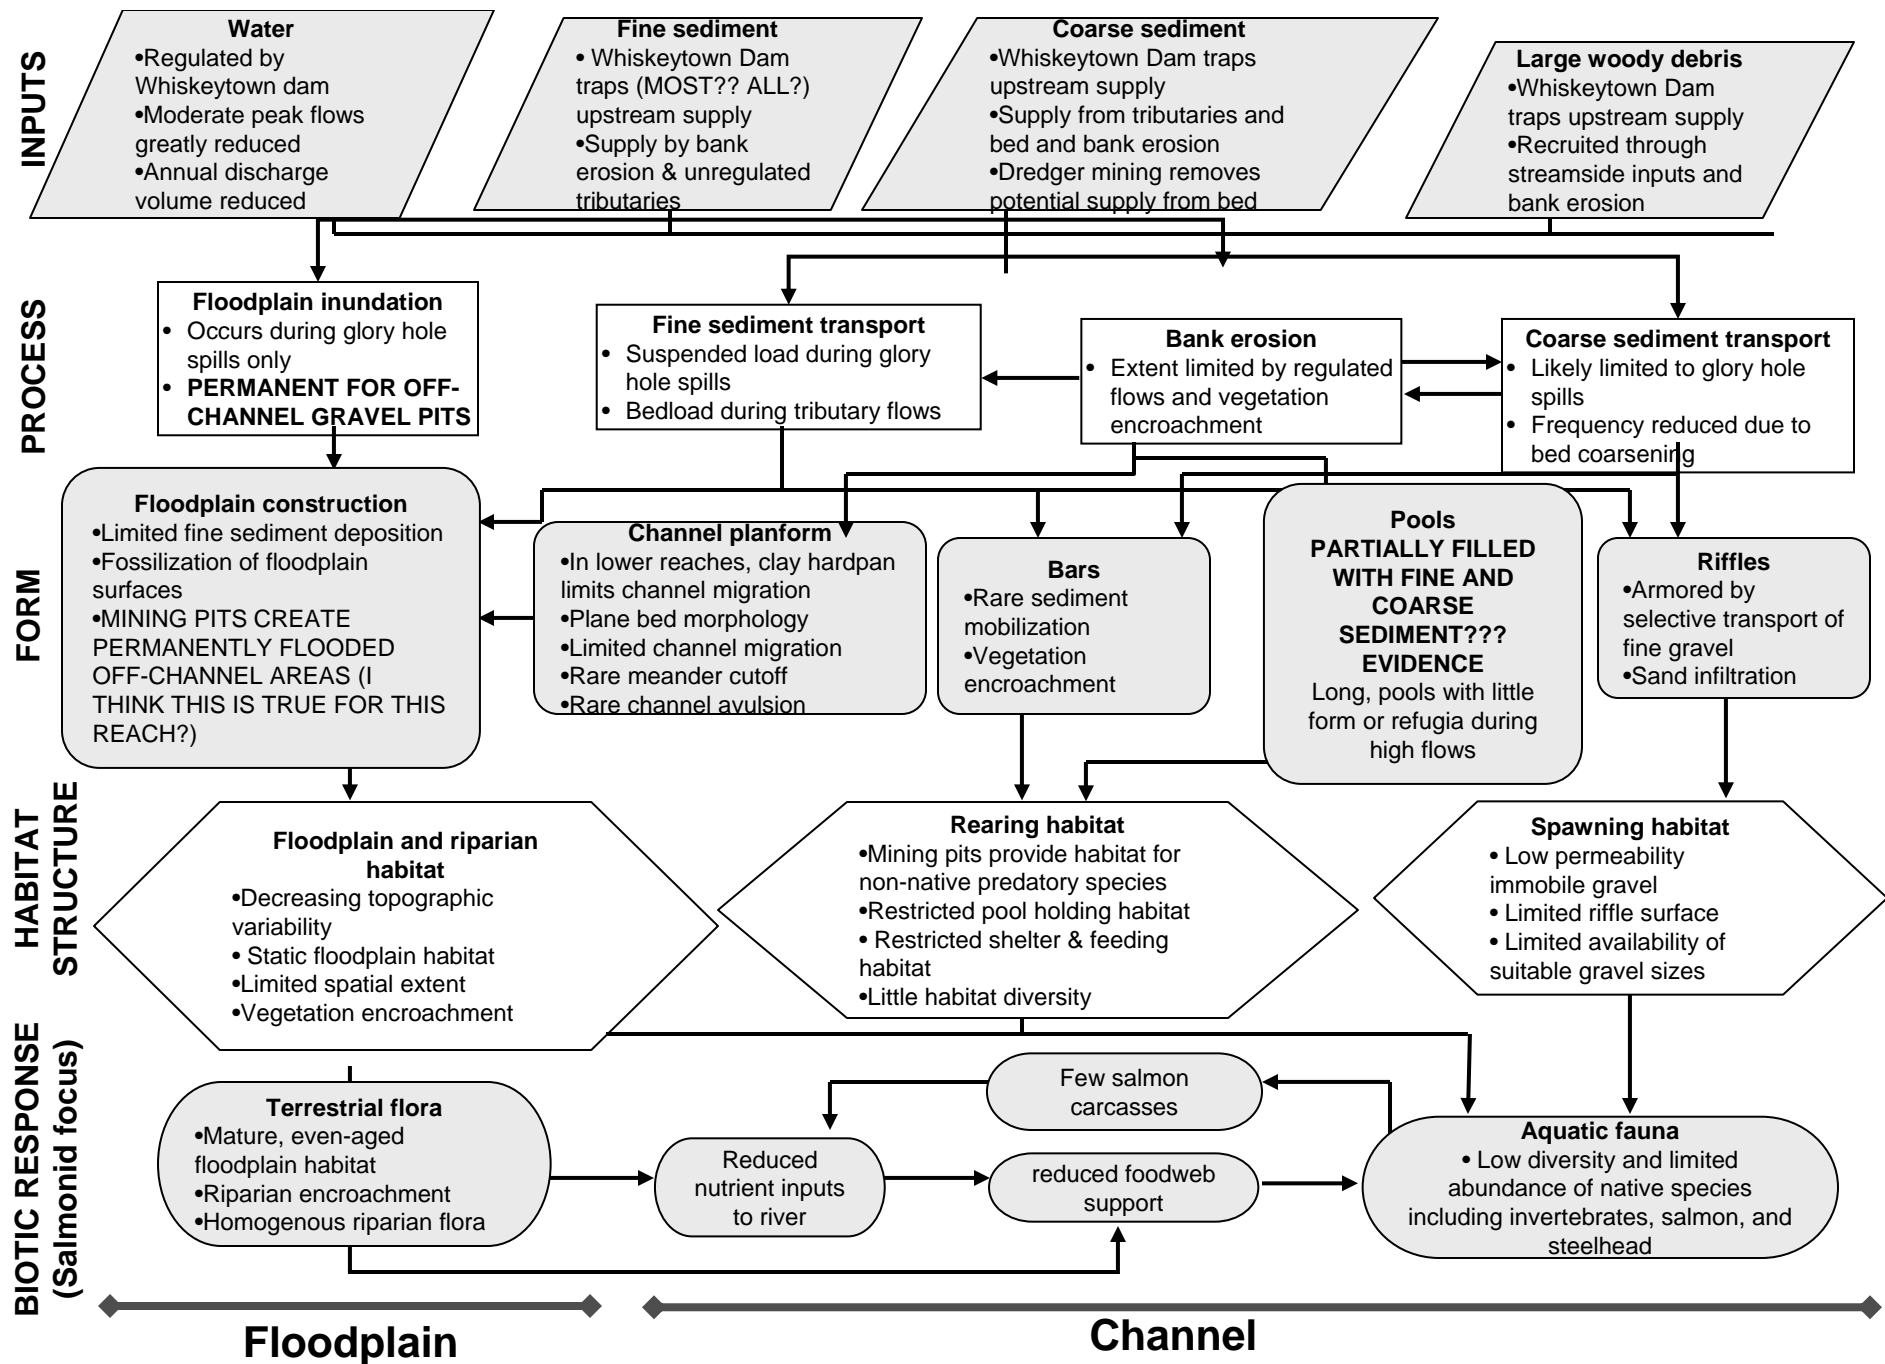 INPUTS
Water
•Regulated by
Whiskeytown dam
•Moderate peak flows
greatly reduced
•Annual discharge
volume reduced
Fine sediment
• Whiskeytown Dam
traps (MOST?? ALL?)
upstream supply
•Supply by bank
erosion & unregulated
tributaries
Coarse sediment
•Whiskeytown Dam traps
upstream supply
•Supply from tributaries and
bed and bank erosion
•Dredger mining removes
potential supply from bed
Large woody debris
•Whiskeytown Dam
traps upstream supply
•Recruited through
streamside inputs and
bank erosion
PROCESS
Floodplain inundation
• Occurs during glory hole
spills only
• PERMANENT FOR OFF-
CHANNEL GRAVEL PITS
Fine sediment transport
• Suspended load during glory
hole spills
• Bedload during tributary flows
Bank erosion
• Extent limited by regulated
flows and vegetation
encroachment
Coarse sediment transport
• Likely limited to glory hole
spills
• Frequency reduced due to
bed coarsening
FORM
Floodplain construction
•Limited fine sediment deposition
•Fossilization of floodplain
surfaces
•MINING PITS CREATE
PERMANENTLY FLOODED
OFF-CHANNEL AREAS (I
THINK THIS IS TRUE FOR THIS
REACH?)
Channel planform
•In lower reaches, clay hardpan
limits channel migration
•Plane bed morphology
•Limited channel migration
•Rare meander cutoff
•Rare channel avulsion
Bars
•Rare sediment
mobilization
•Vegetation
encroachment
Pools
PARTIALLY FILLED
WITH FINE AND
COARSE
SEDIMENT???
EVIDENCE
Long, pools with little
form or refugia during
high flows
Riffles
•Armored by
selective transport of
fine gravel
•Sand infiltration
HABITAT
STRUCTURE
Floodplain and riparian
habitat
•Decreasing topographic
variability
• Static floodplain habitat
•Limited spatial extent
•Vegetation encroachment
Rearing habitat
•Mining pits provide habitat for
non-native predatory species
•Restricted pool holding habitat
• Restricted shelter & feeding
habitat
•Little habitat diversity
Spawning habitat
• Low permeability
immobile gravel
• Limited riffle surface
• Limited availability of
suitable gravel sizes
BIOTIC RESPONSE
(Salmonid focus)
Terrestrial flora
•Mature, even-aged
floodplain habitat
•Riparian encroachment
•Homogenous riparian flora
Reduced
nutrient inputs
to river
Few salmon
carcasses
reduced foodweb
support
Aquatic fauna
• Low diversity and limited
abundance of native species
including invertebrates, salmon, and
steelhead
Floodplain
Channel